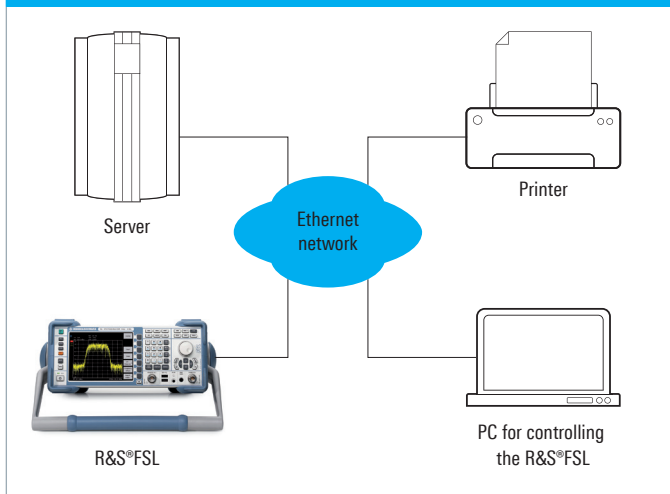 Server
Printer
Ethernet
network
R&S®FSL
PC for controlling
the R&S®FSL